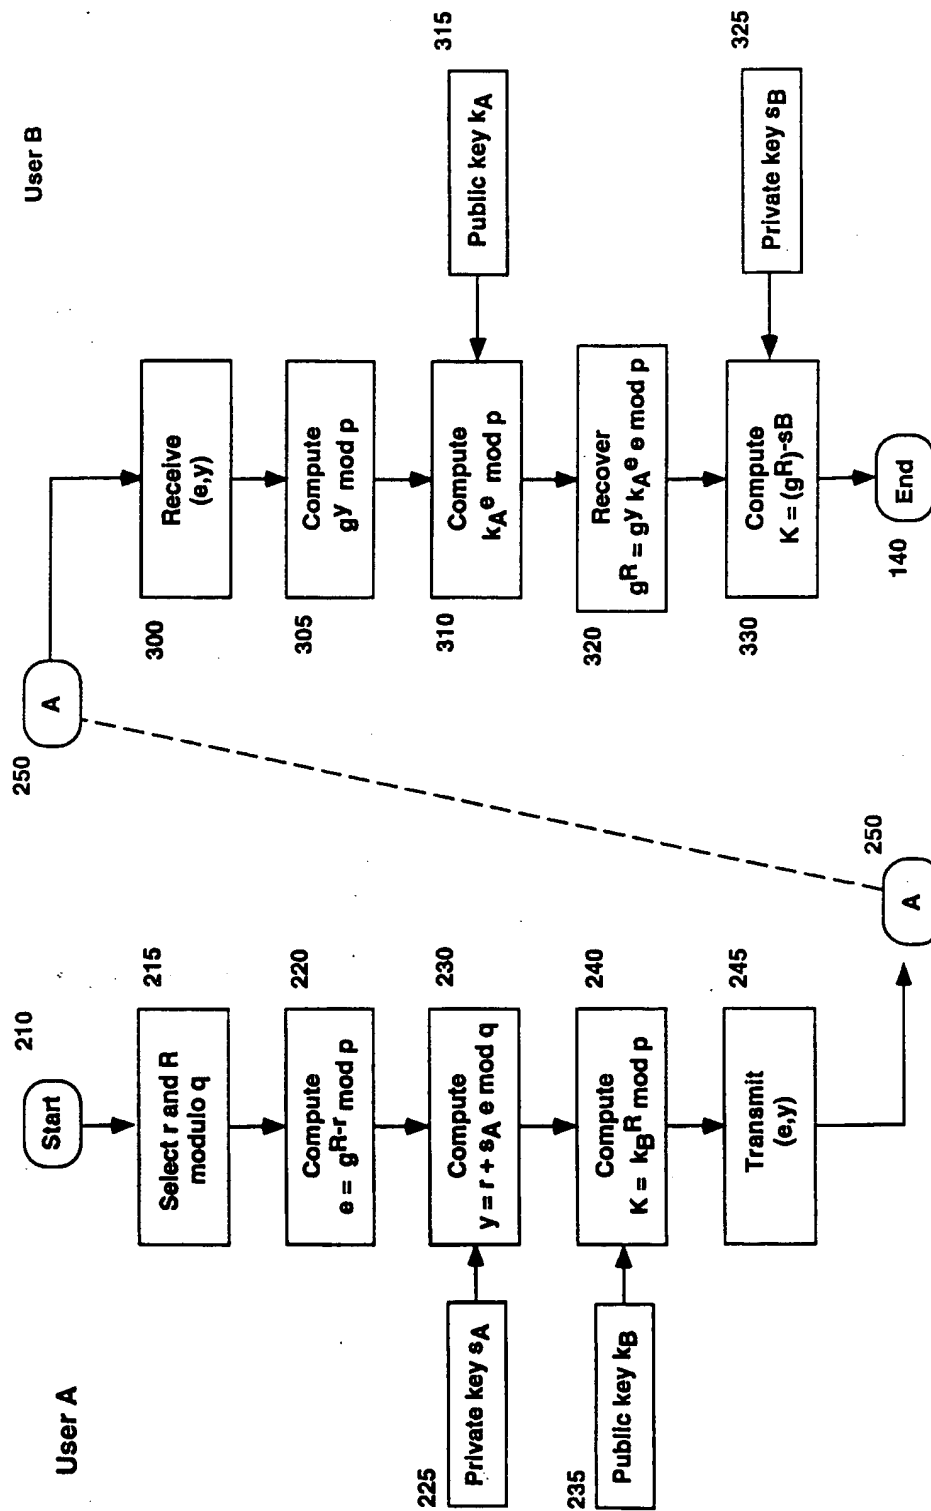 User A
210
Start
215
Select r and R
modulo q
220
Compute
e = g^R-r mod p
225
Private key s_A
230
Compute
y = r + s_A e mod q
235
Public key k_B
240
Compute
K = k_B^R mod p
245
Transmit
(e,y)
250
A
User B
250
A
300
Receive
(e,y)
305
Compute
g^y mod p
315
Public key k_A
310
Compute
k_A^e mod p
320
Recover
g^R = g^y k_A^e e mod p
325
Private key s_B
330
Compute
K = (g^R)-sB
140
End